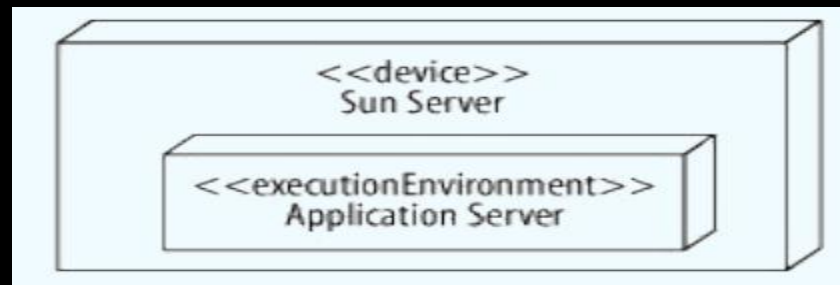 <<device>>
Sun Server
<<executionEnvironment>>
Application Server